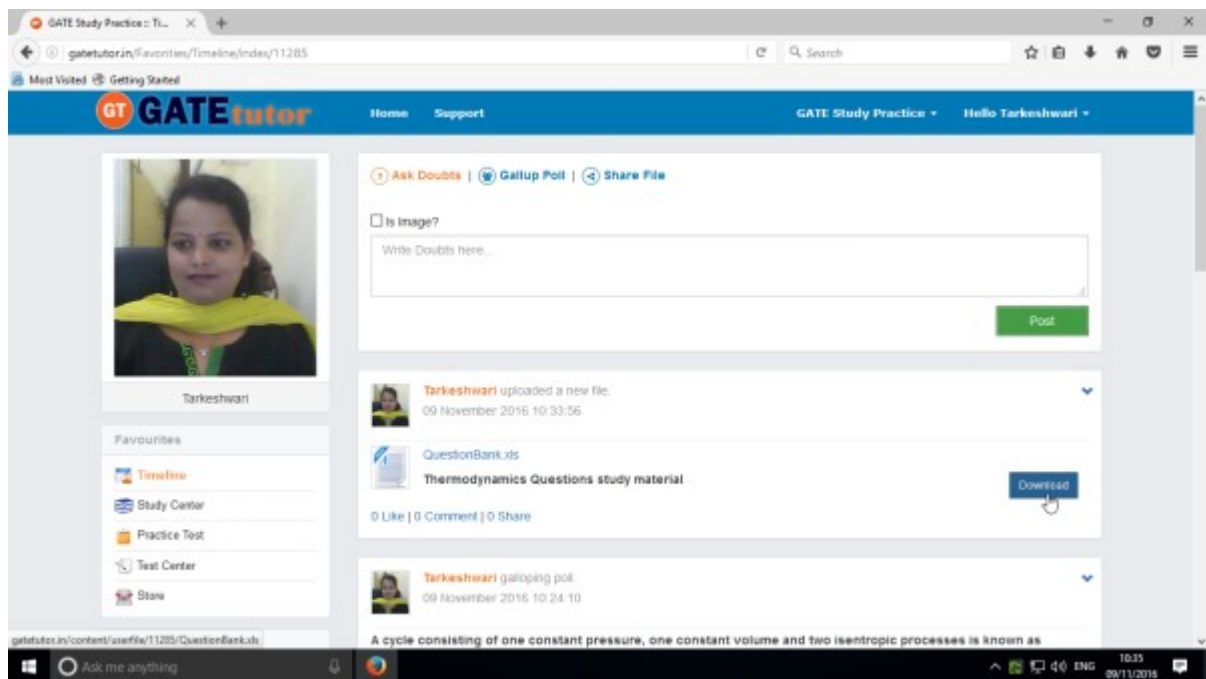 GATE Study Practice :: Ti...
gatetutor.in/Favorities/Timeline/index/11285
Search
Most Visited Getting Started
GT GATEtutor Home Support GATE Study Practice Hello Tarkeshwari
? Ask Doubts | Gallup Poll | Share File
Is Image?
Write Doubts here...
Post
Tarkeshwari
Favourites
Timeline
Study Center
Practice Test
Test Center
Store
Tarkeshwari uploaded a new file.
09 November 2016 10:33:56
QuestionBank.xls
Thermodynamics Questions study material
Download
0 Like | 0 Comment | 0 Share
Tarkeshwari galloping poll.
09 November 2016 10:24:10
A cycle consisting of one constant pressure, one constant volume and two isentropic processes is known as
gatetutor.in/content/userfile/11285/QuestionBank.xls
Ask me anything
ENG
10:35
09/11/2016